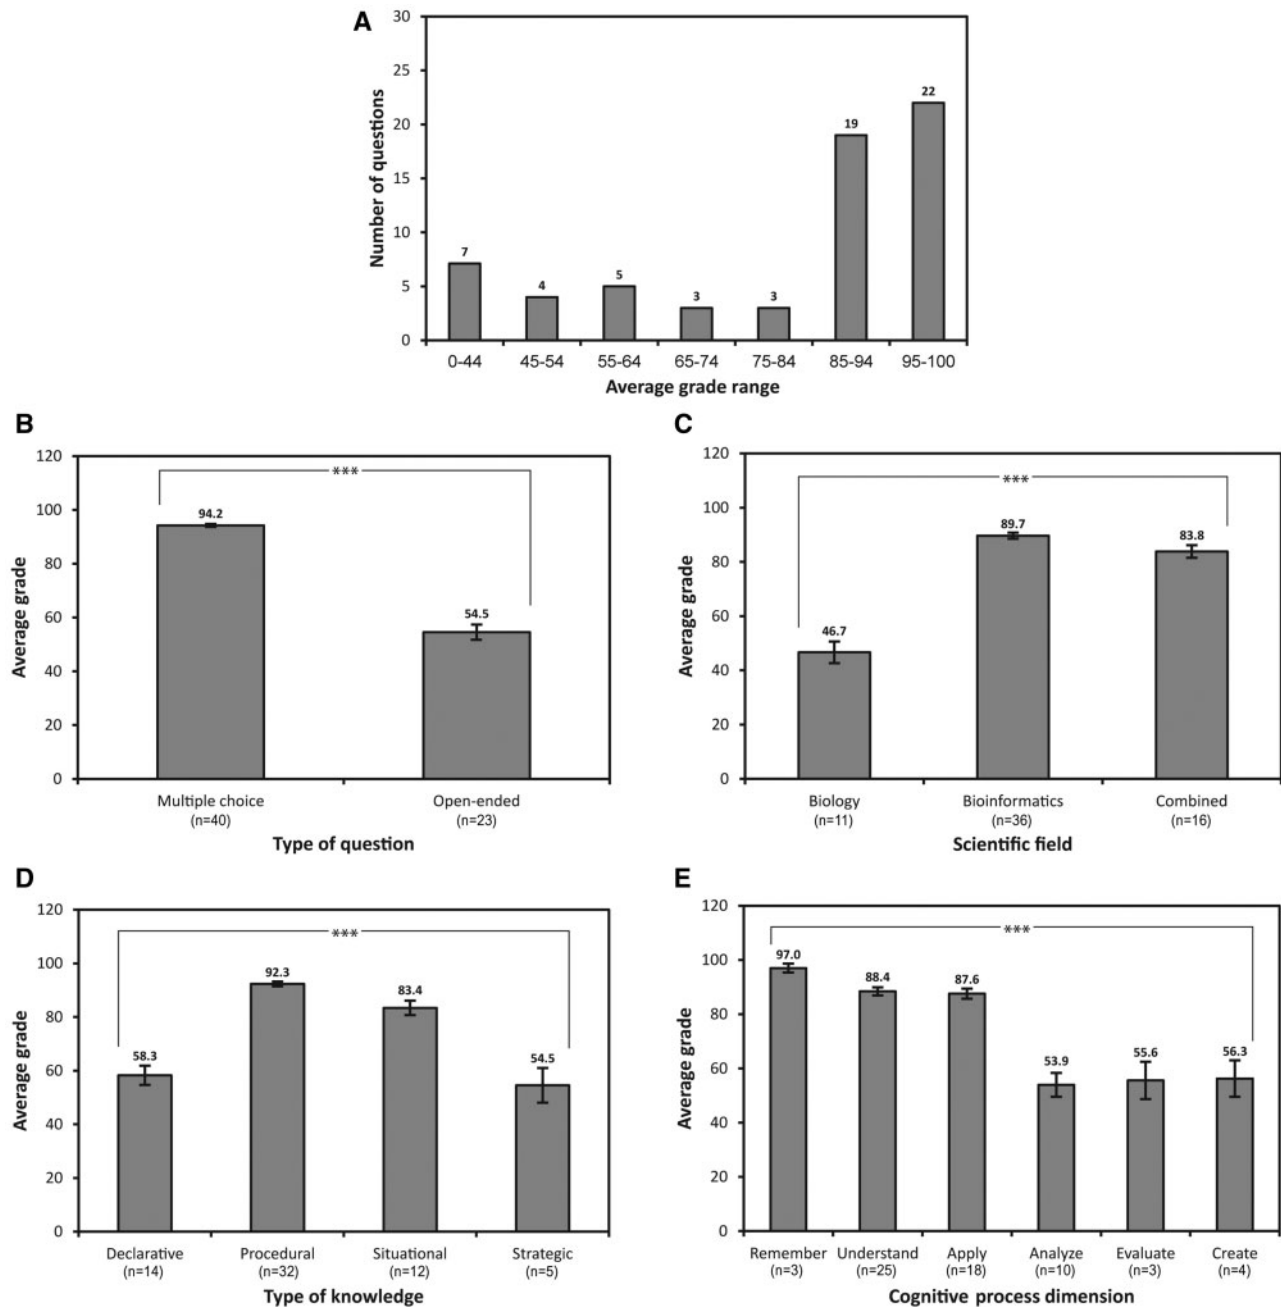 A
30
25
20
15
10
5
0
Number of questions
7
4
5
3
3
19
22
0-44 45-54 55-64 65-74 75-84 85-94 95-100
Average grade range
B
120
100
80
60
40
20
0
Average grade
***
94.2
54.5
Multiple choice Open-ended
(n=40) (n=23)
Type of question
C
120
100
80
60
40
20
0
Average grade
***
46.7
89.7
83.8
Biology Bioinformatics Combined
(n=11) (n=36) (n=16)
Scientific field
D
120
100
80
60
40
20
0
Average grade
***
58.3
92.3
83.4
54.5
Declarative Procedural Situational Strategic
(n=14) (n=32) (n=12) (n=5)
Type of knowledge
E
120
100
80
60
40
20
0
Average grade
***
97.0
88.4
87.6
53.9
55.6
56.3
Remember Understand Apply Analyze Evaluate Create
(n=3) (n=25) (n=18) (n=10) (n=3) (n=4)
Cognitive process dimension